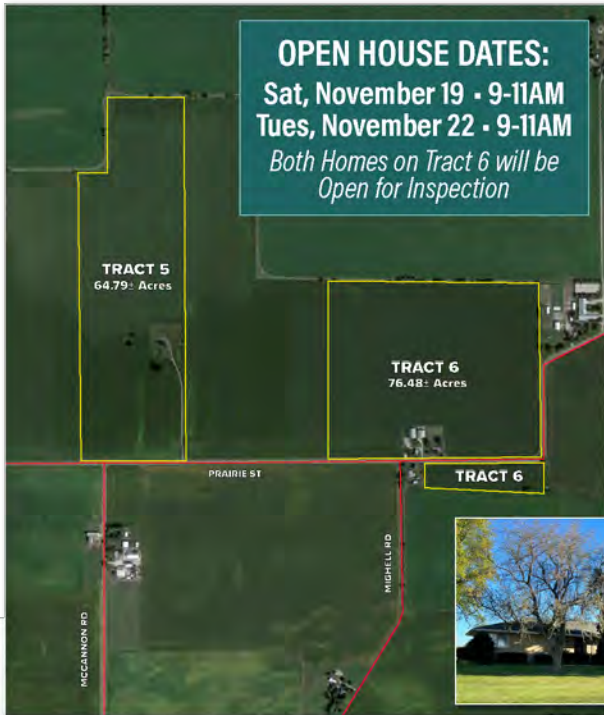 OPEN HOUSE DATES:
Sat, November 19 • 9-11AM
Tues, November 22 • 9-11AM
Both Homes on Tract 6 will be
Open for Inspection
TRACT 5
64.79± Acres
TRACT 6
76.48± Acres
PRAIRIE ST
TRACT 6
MIGHELL RD
MCCANNON RD